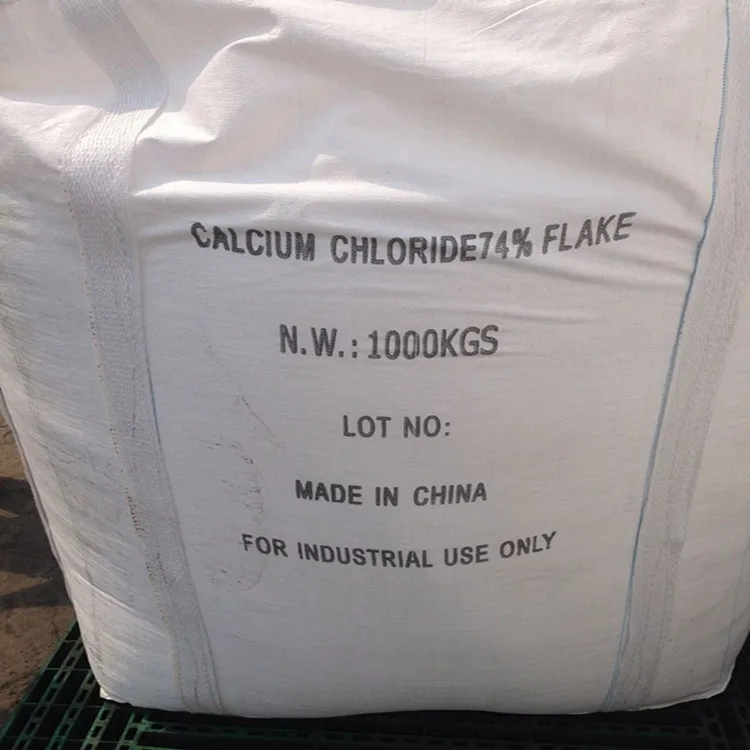 CALCIUM CHLORIDE74% FLAKE
N.W.: 1000KGS
LOT NO:
MADE IN CHINA
FOR INDUSTRIAL USE ONLY